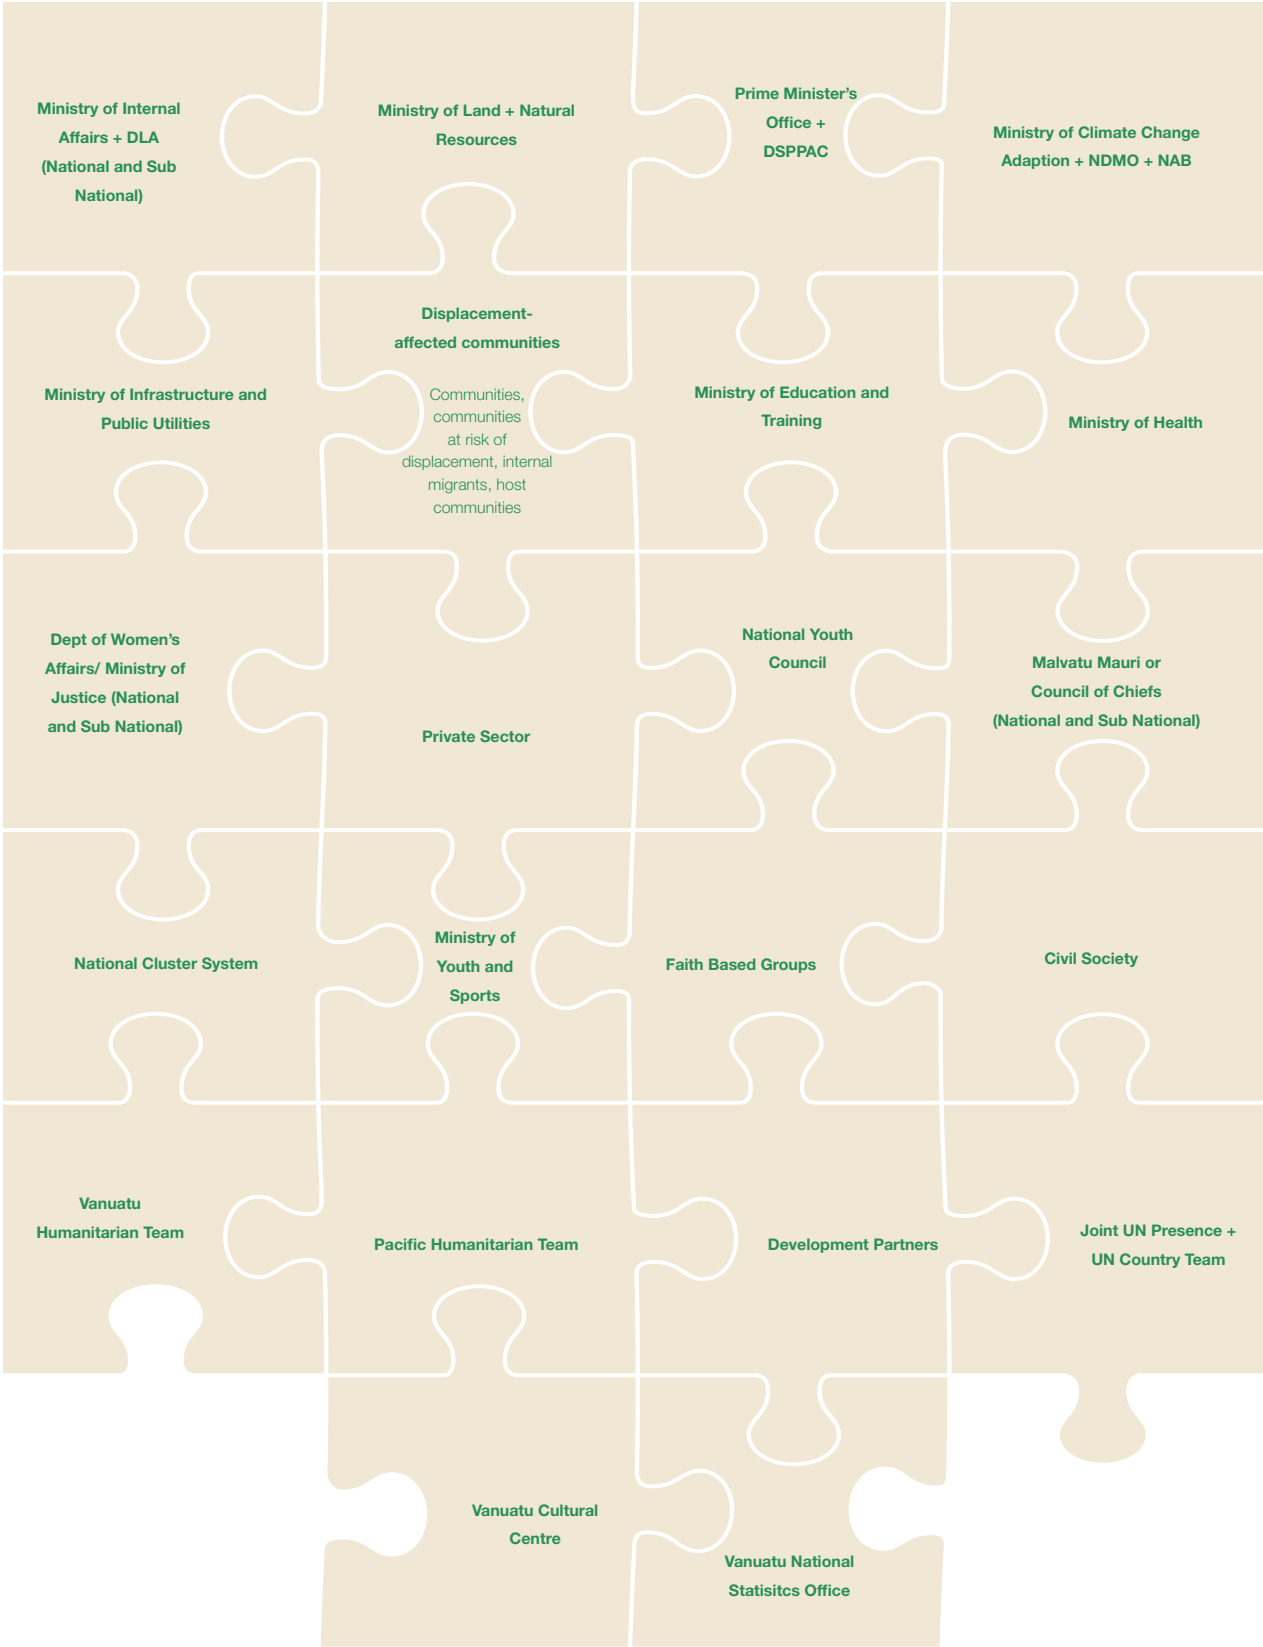 Ministry of Internal
Affairs + DLA
(National and Sub
National)
Ministry of Land + Natural
Resources
Prime Minister's
Office +
DSPPAC
Ministry of Climate Change
Adaption + NDMO + NAB
Ministry of Infrastructure and
Public Utilities
Displacement-
affected communities
Communities,
communities
at risk of
displacement, internal
migrants, host
communities
Ministry of Education and
Training
Ministry of Health
Dept of Women's
Affairs/ Ministry of
Justice (National
and Sub National)
Private Sector
National Youth
Council
Malvatu Mauri or
Council of Chiefs
(National and Sub National)
National Cluster System
Ministry of
Youth and
Sports
Faith Based Groups
Civil Society
Vanuatu
Humanitarian Team
Pacific Humanitarian Team
Development Partners
Joint UN Presence +
UN Country Team
Vanuatu Cultural
Centre
Vanuatu National
Statisitcs Office